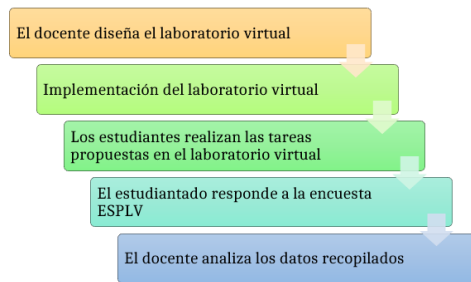 El docente diseña el laboratorio virtual
Implementación del laboratorio virtual
Los estudiantes realizan las tareas
propuestas en el laboratorio virtual
El estudiantado responde a la encuesta
ESPLV
El docente analiza los datos recopilados